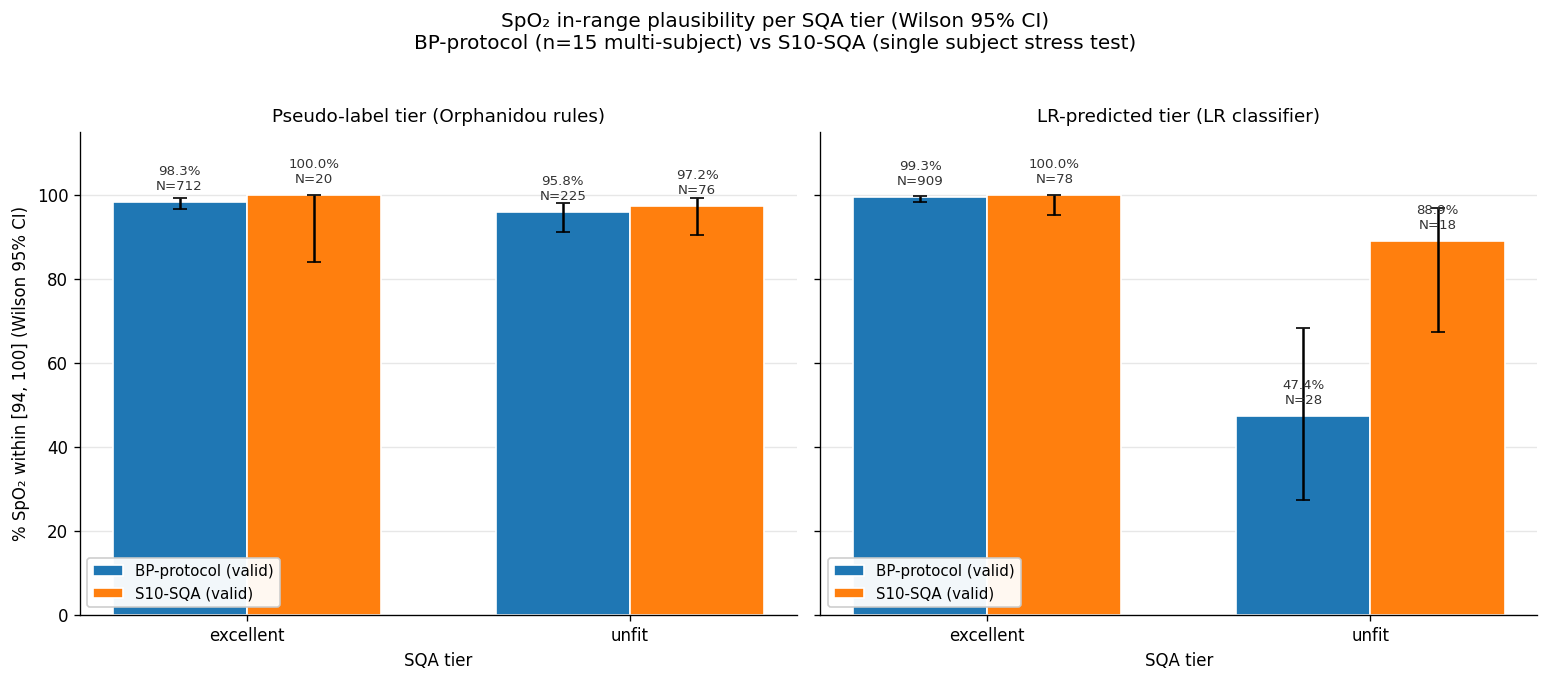 SpO₂ in-range plausibility per SQA tier (Wilson 95% CI)
BP-protocol (n=15 multi-subject) vs S10-SQA (single subject stress test)
Pseudo-label tier (Orphanidou rules)
% SpO₂ within [94, 100] (Wilson 95% CI)
100
80
60
40
20
0
98.3%
N=712
100.0%
N=20
95.8%
N=225
97.2%
N=76
BP-protocol (valid)
S10-SQA (valid)
excellent
unfit
SQA tier
LR-predicted tier (LR classifier)
99.3%
N=909
100.0%
N=78
47.4%
N=28
88.9%
N=18
BP-protocol (valid)
S10-SQA (valid)
excellent
unfit
SQA tier